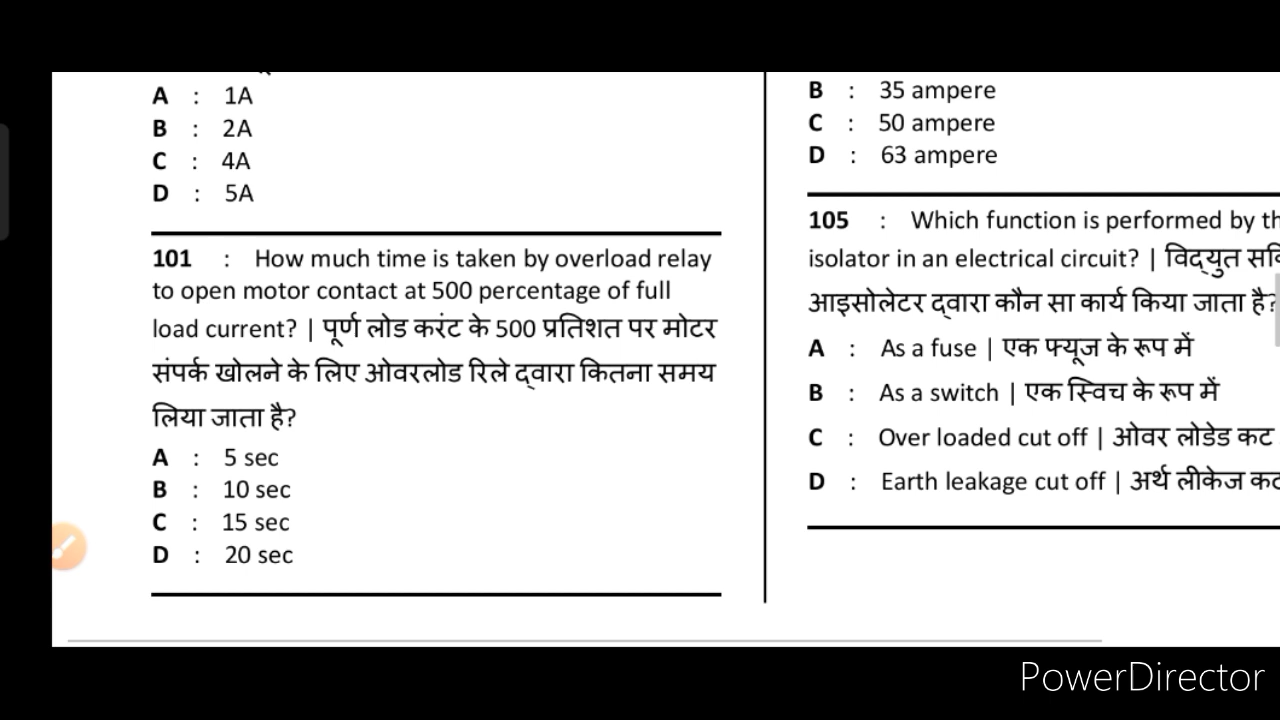 A : 1A
B : 2A
C : 4A
D : 5A
101 : How much time is taken by overload relay
to open motor contact at 500 percentage of full
load current? | पूर्ण लोड करंट के 500 प्रतिशत पर मोटर
संपर्क खोलने के लिए ओवरलोड रिले द्वारा कितना समय
लिया जाता है?
A : 5 sec
B : 10 sec
C : 15 sec
D : 20 sec
B : 35 ampere
C : 50 ampere
D : 63 ampere
105 : Which function is performed by th
isolator in an electrical circuit? | विद्युत
आइसोलेटर द्वारा कौन सा कार्य किया जाता है?
A : As a fuse | एक फ्यूज के रूप में
B : As a switch | एक स्विच के रूप में
C : Over loaded cut off | ओवर लोडेड कट
D : Earth leakage cut off | अर्थ लीकेज
PowerDirector